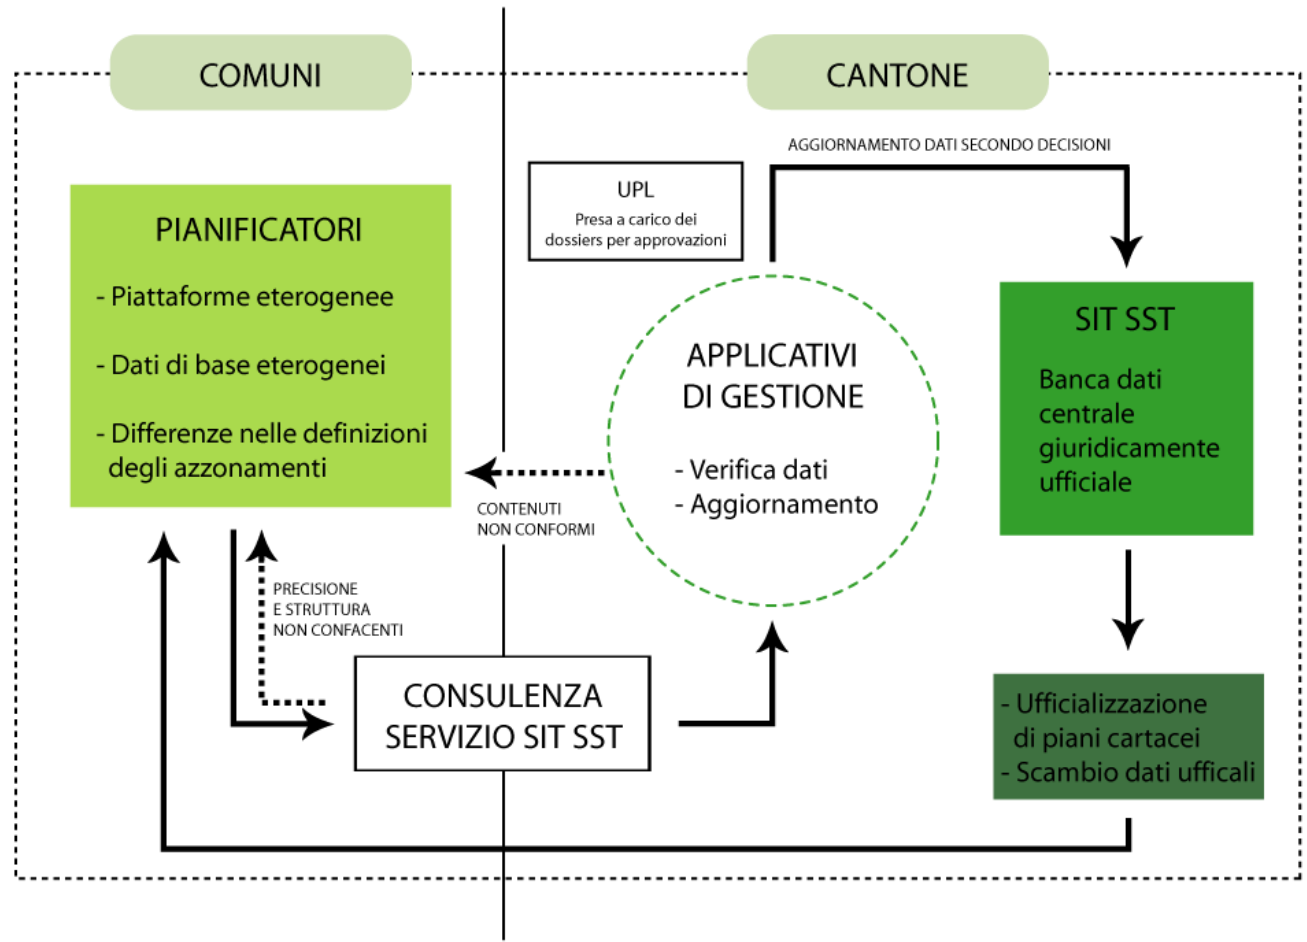 COMUNI
CANTONE
PIANIFICATORI
- Piattaforme eterogenee
- Dati di base eterogenei
- Differenze nelle definizioni
degli azzonamenti
UPL
Presa a carico dei
dossiers per approvazioni
AGGIORNAMENTO DATI SECONDO DECISIONI
APPLICATIVI
DI GESTIONE
- Verifica dati
- Aggiornamento
SIT SST
Banca dati
centrale
giuridicamente
ufficiale
CONTENUTI
NON CONFORMI
PRECISIONE
E STRUTTURA
NON CONFACENTI
CONSULENZA
SERVIZIO SIT SST
- Ufficializzazione
di piani cartacei
- Scambio dati ufficali